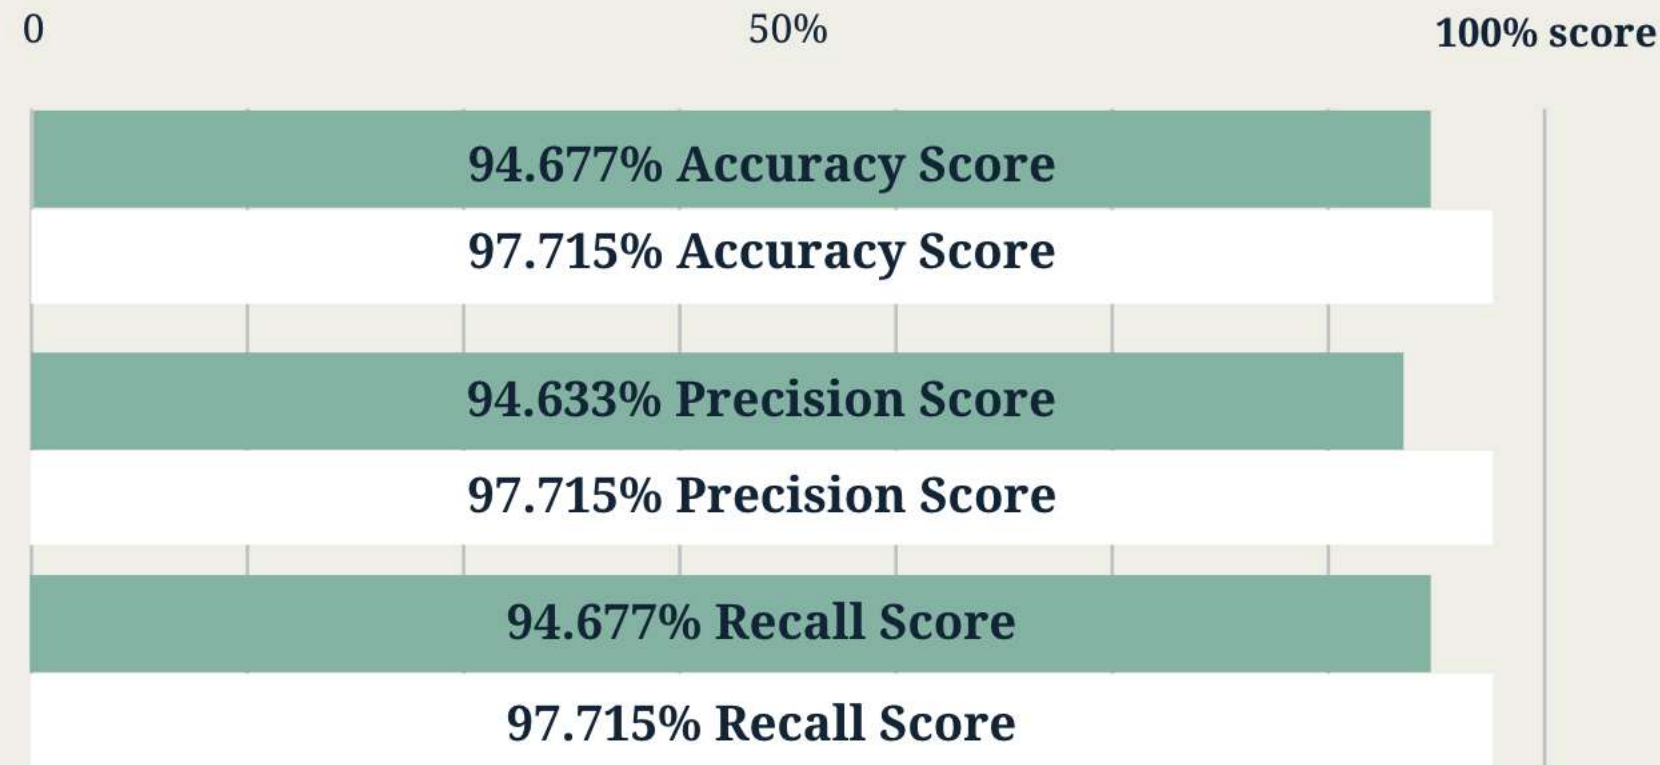 0 50% 100% score
94.677% Accuracy Score
97.715% Accuracy Score
94.633% Precision Score
97.715% Precision Score
94.677% Recall Score
97.715% Recall Score